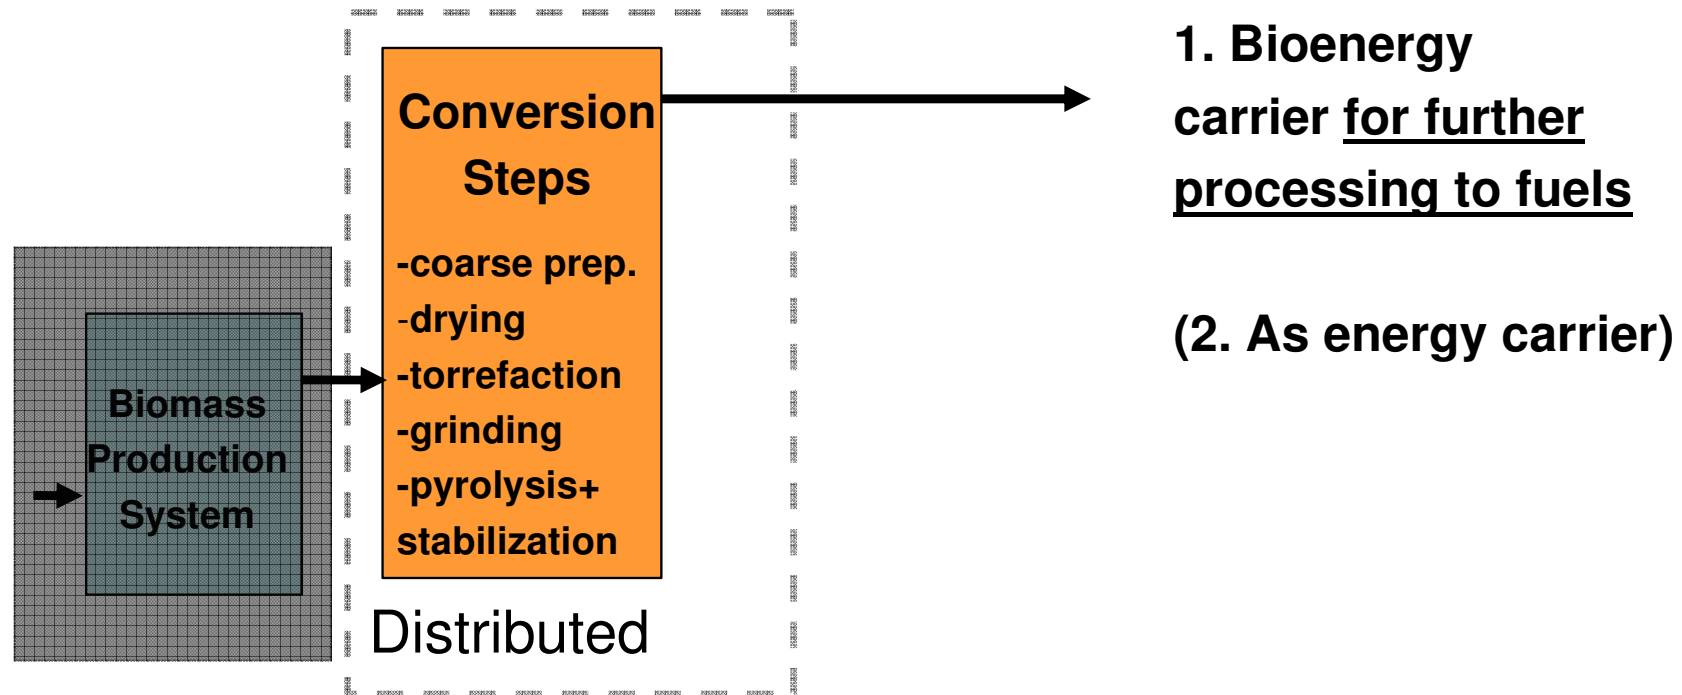 Biomass
Production
System
Conversion
Steps
-coarse prep.
-drying
-torrefaction
-grinding
-pyrolysis+
stabilization
Distributed
1. Bioenergy
carrier for further
processing to fuels
(2. As energy carrier)